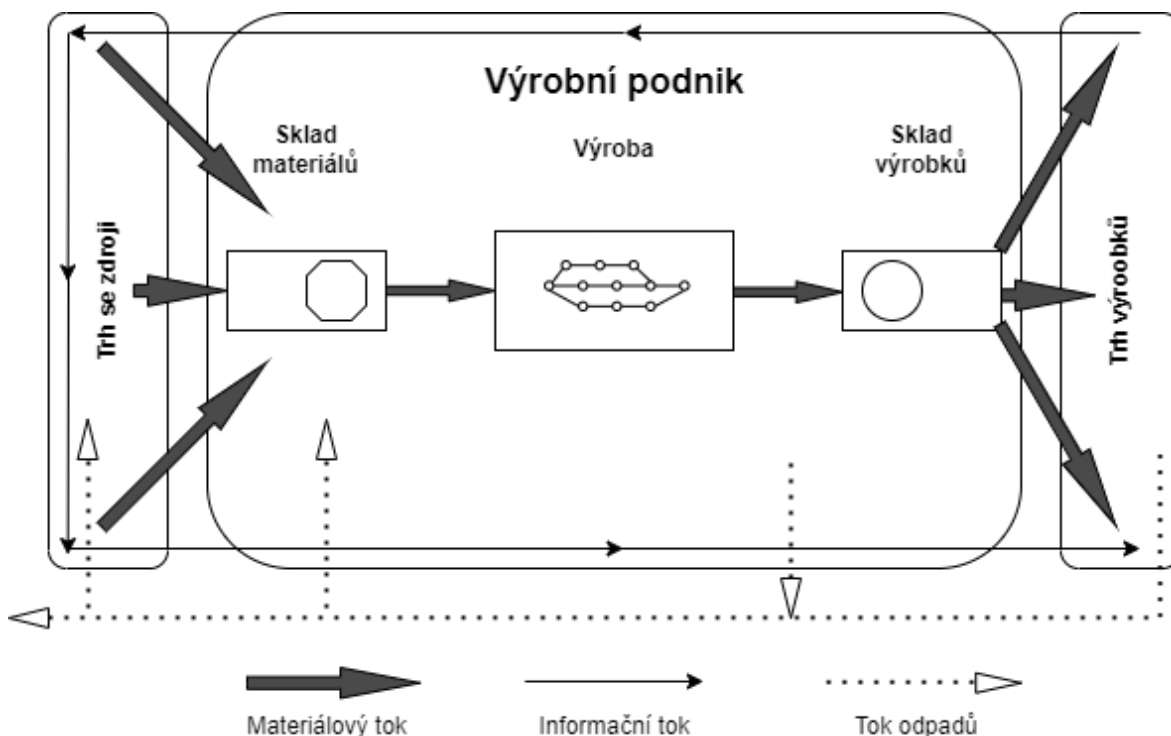 Výrobní podnik
Sklad
materiálů
Výroba
Sklad
výrobků
Trh se zdroji
Trh výroobků
Materiálový tok
Informační tok
Tok odpadů